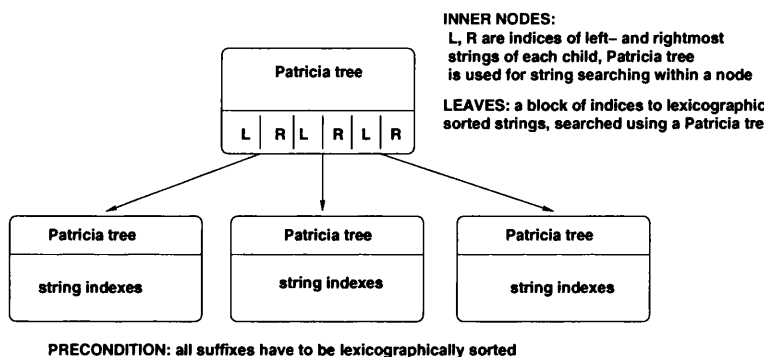 INNER NODES:
L, R are indices of left- and rightmost
strings of each child, Patricia tree
is used for string searching within a node
LEAVES: a block of indices to lexicographic
sorted strings, searched using a Patricia tre
Patricia tree
L R L R L R
Patricia tree
Patricia tree
Patricia tree
string indexes
string indexes
string indexes
PRECONDITION: all suffixes have to be lexicographically sorted